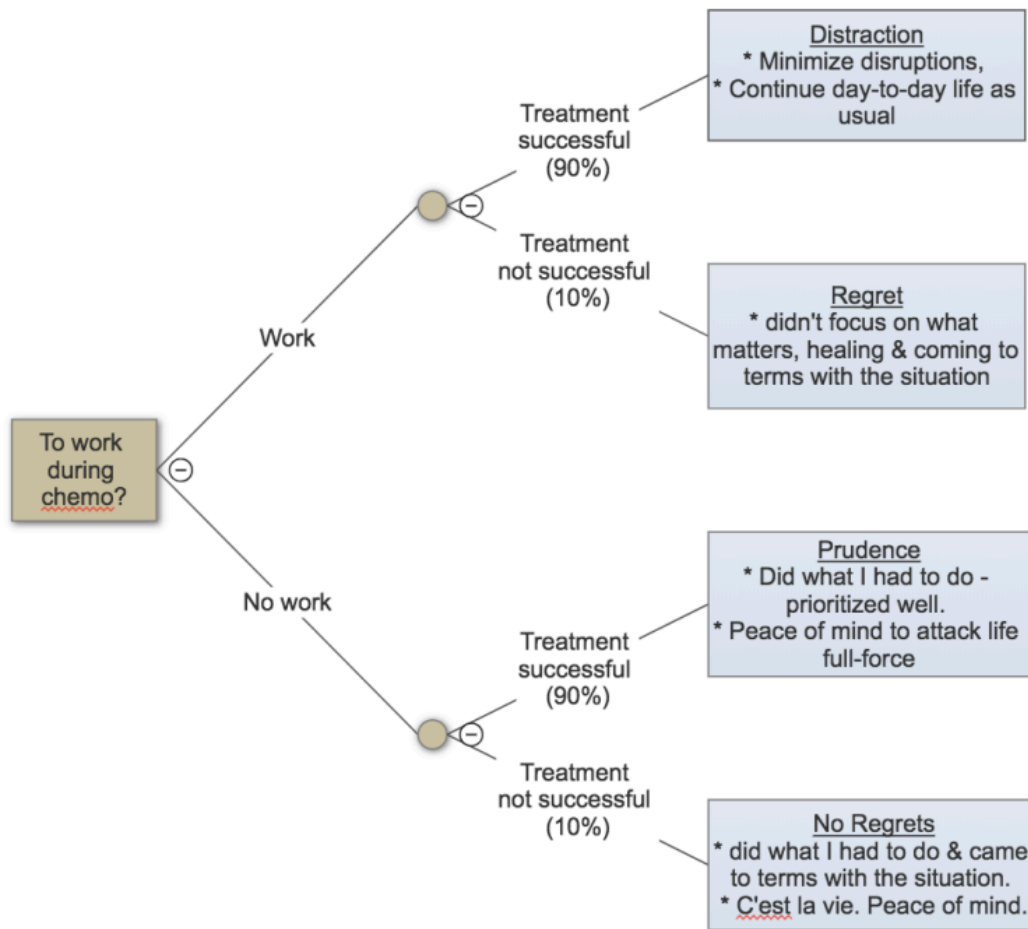 Distraction
* Minimize disruptions,
* Continue day-to-day life as
usual
Treatment
successful
(90%)
Treatment
not successful
(10%)
Regret
* didn't focus on what
matters, healing & coming to
terms with the situation
Work
To work
during
chemo?
No work
Prudence
* Did what I had to do -
prioritized well.
* Peace of mind to attack life
full-force
Treatment
successful
(90%)
Treatment
not successful
(10%)
No Regrets
* did what I had to do & came
to terms with the situation.
* C'est la vie. Peace of mind.